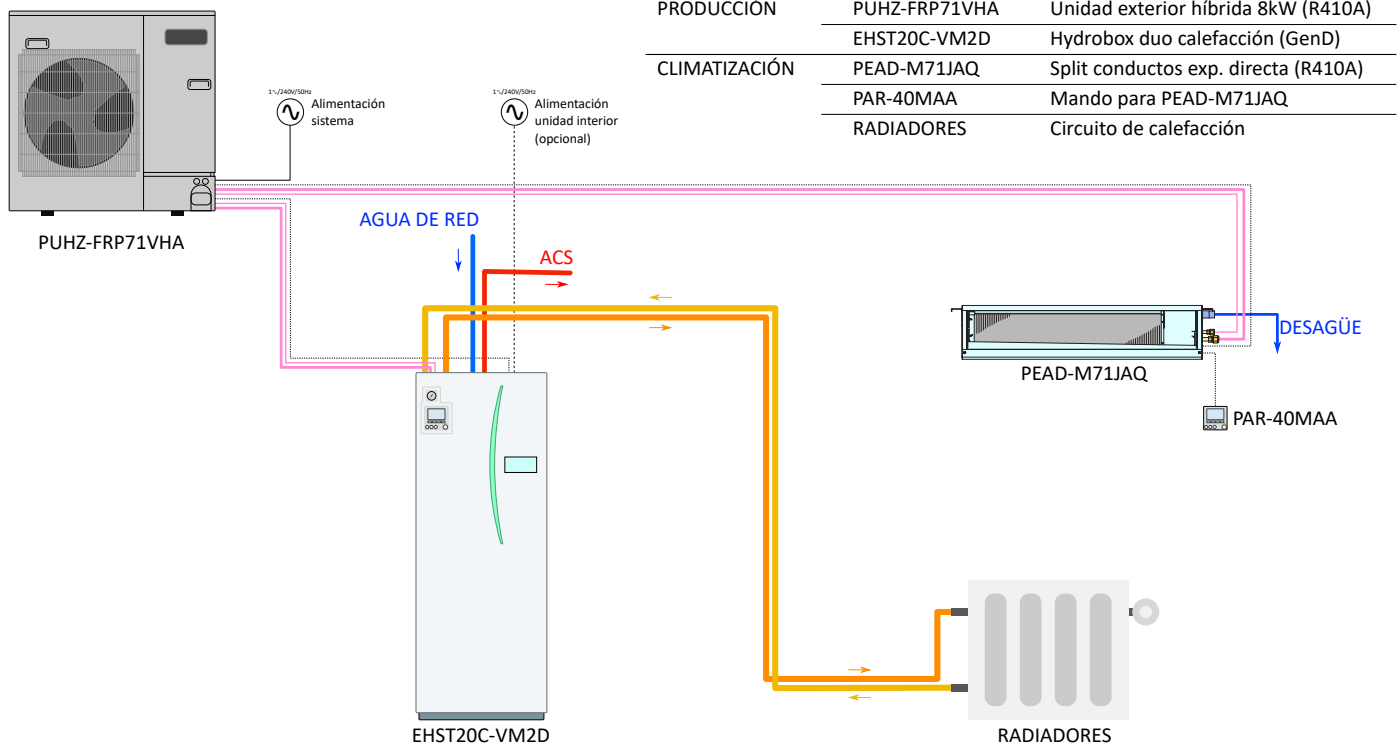 PRODUCCIÓN PUHZ-FRP71VHA Unidad exterior híbrida 8kW (R410A)
EHST20C-VM2D Hydrobox duo calefacción (GenD)
CLIMATIZACIÓN PEAD-M71JAQ Split conductos exp. directa (R410A)
PAR-40MAA Mando para PEAD-M71JAQ
RADIADORES Circuito de calefacción
1~/240V/50Hz
Alimentación
sistema
1~/240V/50Hz
Alimentación
unidad interior
(opcional)
PUHZ-FRP71VHA
AGUA DE RED
ACS
DESAGÜE
PEAD-M71JAQ
PAR-40MAA
EHST20C-VM2D
RADIADORES